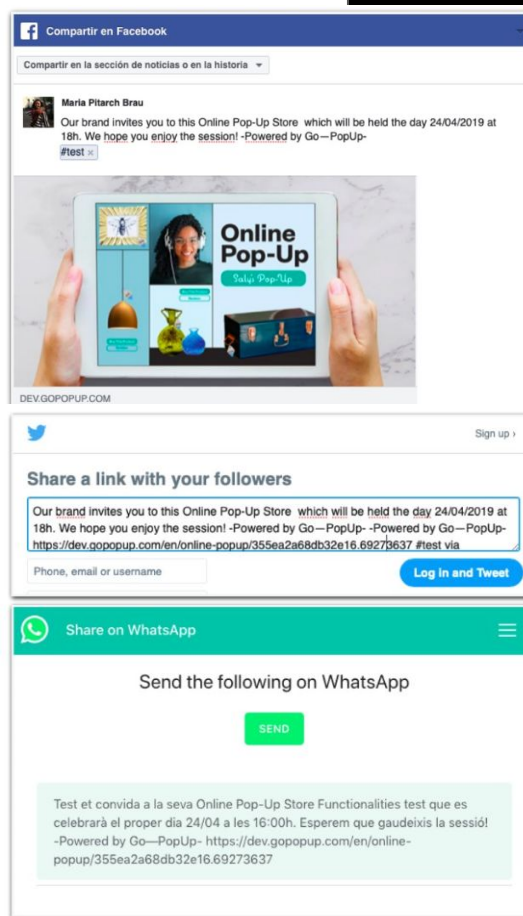 Compartir en Facebook
Compartir en la sección de noticias o en la historia
Maria Pitarch Brau
Our brand invites you to this Online Pop-Up Store which will be held the day 24/04/2019 at
18h. We hope you enjoy the session! -Powered by Go—PopUp-
#test ×
Online
Pop-Up
Salyi Pop-Up
DEV.GOPOPUP.COM
Sign up ›
Share a link with your followers
Our brand invites you to this Online Pop-Up Store which will be held the day 24/04/2019 at
18h. We hope you enjoy the session! -Powered by Go—PopUp- -Powered by Go—PopUp-
https://dev.gopopup.com/en/online-popup/355ea2a68db32e16.69273637 #test via
Phone, email or username
Log in and Tweet
Share on WhatsApp
Send the following on WhatsApp
SEND
Test et convida a la seva Online Pop-Up Store Functionalities test que es
celebrarà el proper dia 24/04 a les 16:00h. Esperem que gaudeixis la sessió!
-Powered by Go—PopUp- https://dev.gopopup.com/en/online-
popup/355ea2a68db32e16.69273637